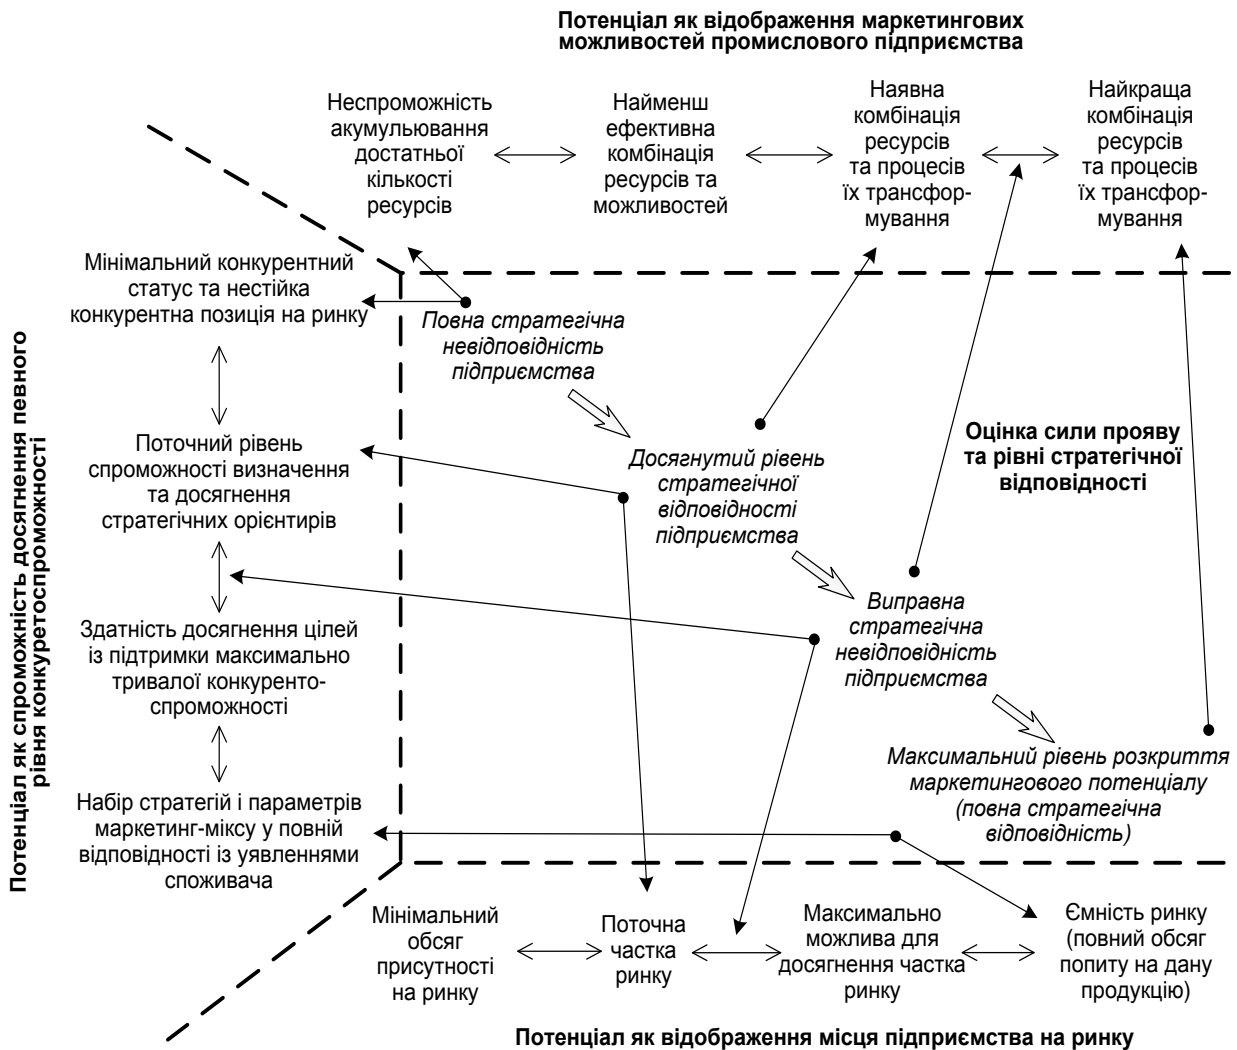 Потенціал як відображення маркетингових
можливостей промислового підприємства
Неспроможність
акумульовання
достатньої
кількості
ресурсів
Найменш
ефективна
комбінація
ресурсів та
можливостей
Наявна
комбінація
ресурсів
та процесів
їх трансфор-
мування
Найкраща
комбінація
ресурсів
та процесів
їх трансфор-
мування
Потенціал як спроможність досягнення певного
рівня конкуретоспроможності
Мінімальний конкурентний
статус та нестійка
конкурентна позиція на ринку
Поточний рівень
спроможності визначення
та досягнення
стратегічних орієнтирів
Здатність досягнення цілей
із підтримки максимально
тривалої конкуренто-
спроможності
Набір стратегій і параметрів
маркетинг-міксу у повній
відповідності із уявленнями
споживача
Повна стратегічна
невідповідність
підприємства
Досягнутий рівень
стратегічної
відповідності
підприємства
Оцінка сили прояву
та рівні стратегічної
відповідності
Виправна
стратегічна
невідповідність
підприємства
Максимальний рівень розкриття
маркетингового потенціалу
(повна стратегічна
відповідність)
Мінімальний
обсяг
присутності
на ринку
Поточна
частка
ринку
Максимально
можлива для
досягнення частка
ринку
Ємність ринку
(повний обсяг
попиту на дану
продукцію)
Потенціал як відображення місця підприємства на ринку